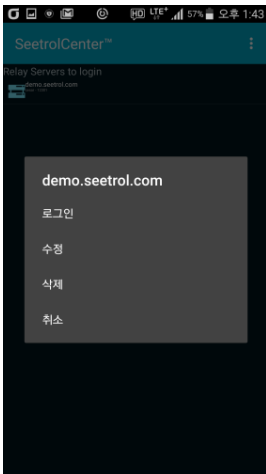 HD LTE+ 57% 오후 1:43
SeetrolCenter™
Relay Servers to login
demo.seetrol.com
demo.seetrol.com
로그인
수정
삭제
취소